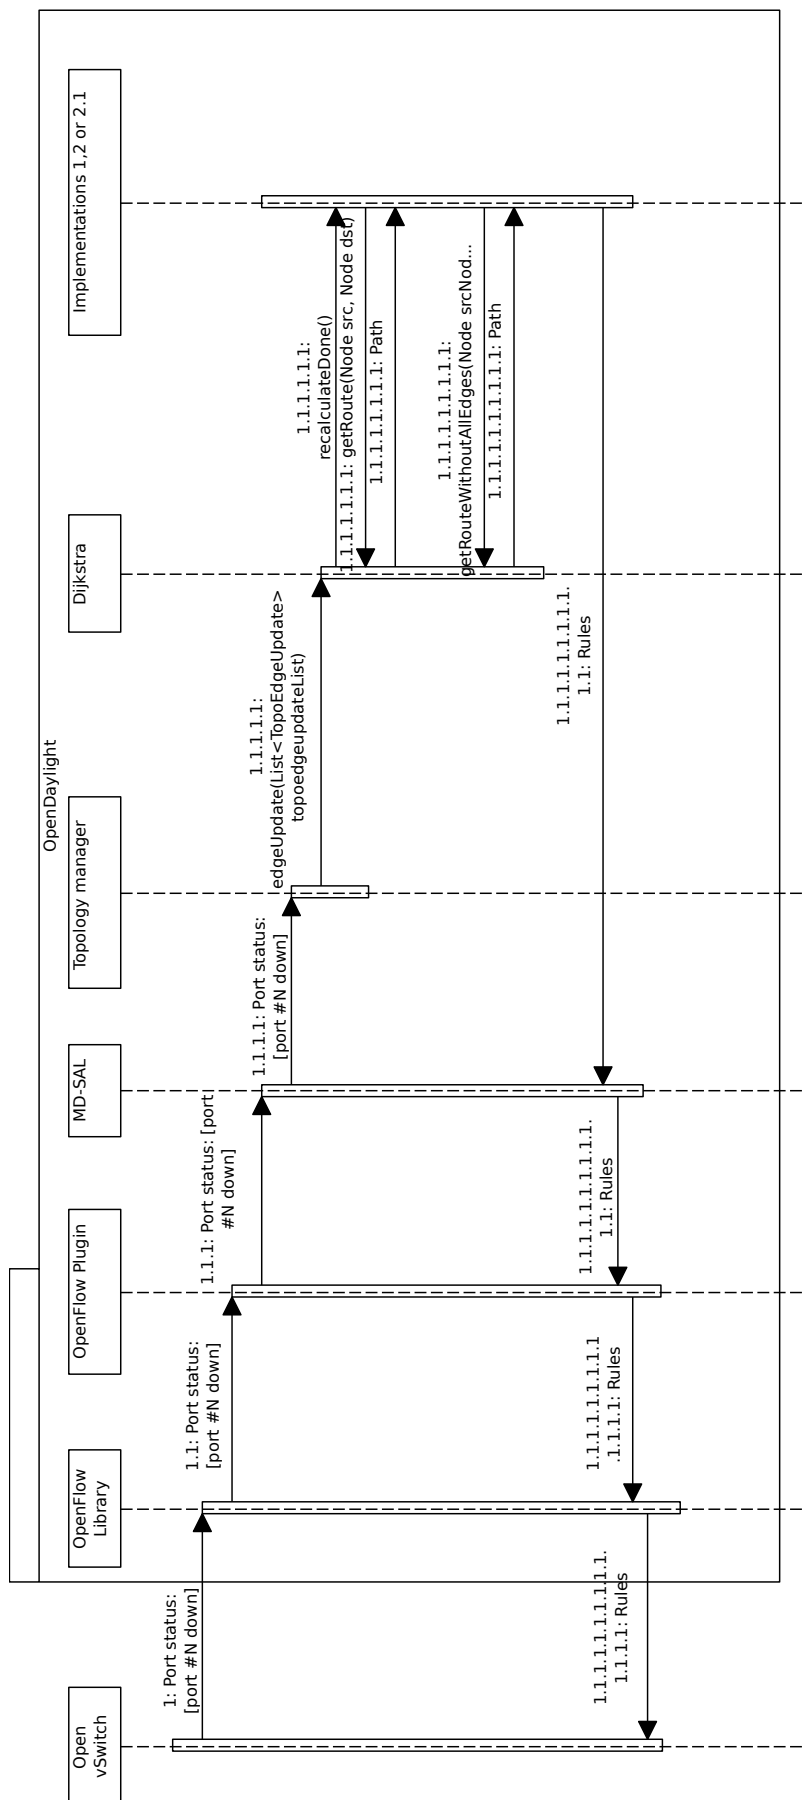 OpenDaylight
Open
vSwitch
OpenFlow
Library
OpenFlow Plugin
MD-SAL
Topology manager
Dijkstra
Implementations 1,2 or 2.1
1: Port status:
[port #N down]
1.1: Port status:
[port #N down]
1.1.1: Port status: [port
#N down]
1.1.1.1: Port status:
[port #N down]
1.1.1.1.1:
edgeUpdate(List<TopoEdgeUpdate>
topoedgeupdateList)
1.1.1.1.1.1:
recalculateDone()
1.1.1.1.1.1.1: getRoute(Node src, Node dst)
1.1.1.1.1.1.1.1: Path
1.1.1.1.1.1.1.1.1:
getRouteWithoutAllEdges(Node srcNod...
1.1.1.1.1.1.1.1.1.1: Path
1.1.1.1.1.1.1.1.1.
1.1: Rules
1.1.1.1.1.1.1.1.1.1.
1.1: Rules
1.1.1.1.1.1.1.1.1
.1.1.1.1: Rules
1.1.1.1.1.1.1.1.1.1.
1.1.1.1: Rules